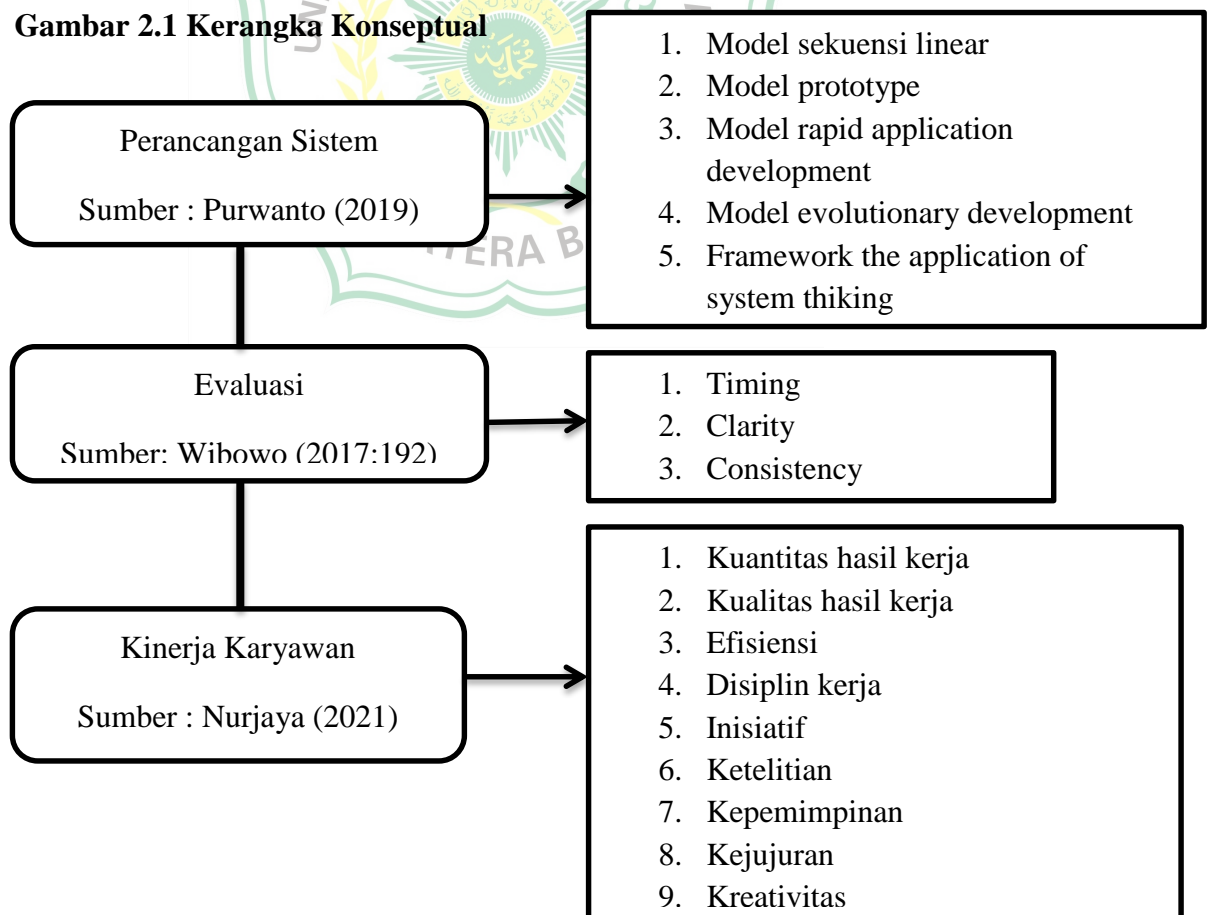 Gambar 2.1 Kerangka Konseptual
Perancangan Sistem
Sumber : Purwanto (2019)
1. Model sekuensi linear
2. Model prototype
3. Model rapid application
development
4. Model evolutionary development
5. Framework the application of
system thiking
Evaluasi
Sumber: Wibowo (2017:192)
1. Timing
2. Clarity
3. Consistency
Kinerja Karyawan
Sumber : Nurjaya (2021)
1. Kuantitas hasil kerja
2. Kualitas hasil kerja
3. Efisiensi
4. Disiplin kerja
5. Inisiatif
6. Ketelitian
7. Kepemimpinan
8. Kejujuran
9. Kreativitas
UN
TERA B